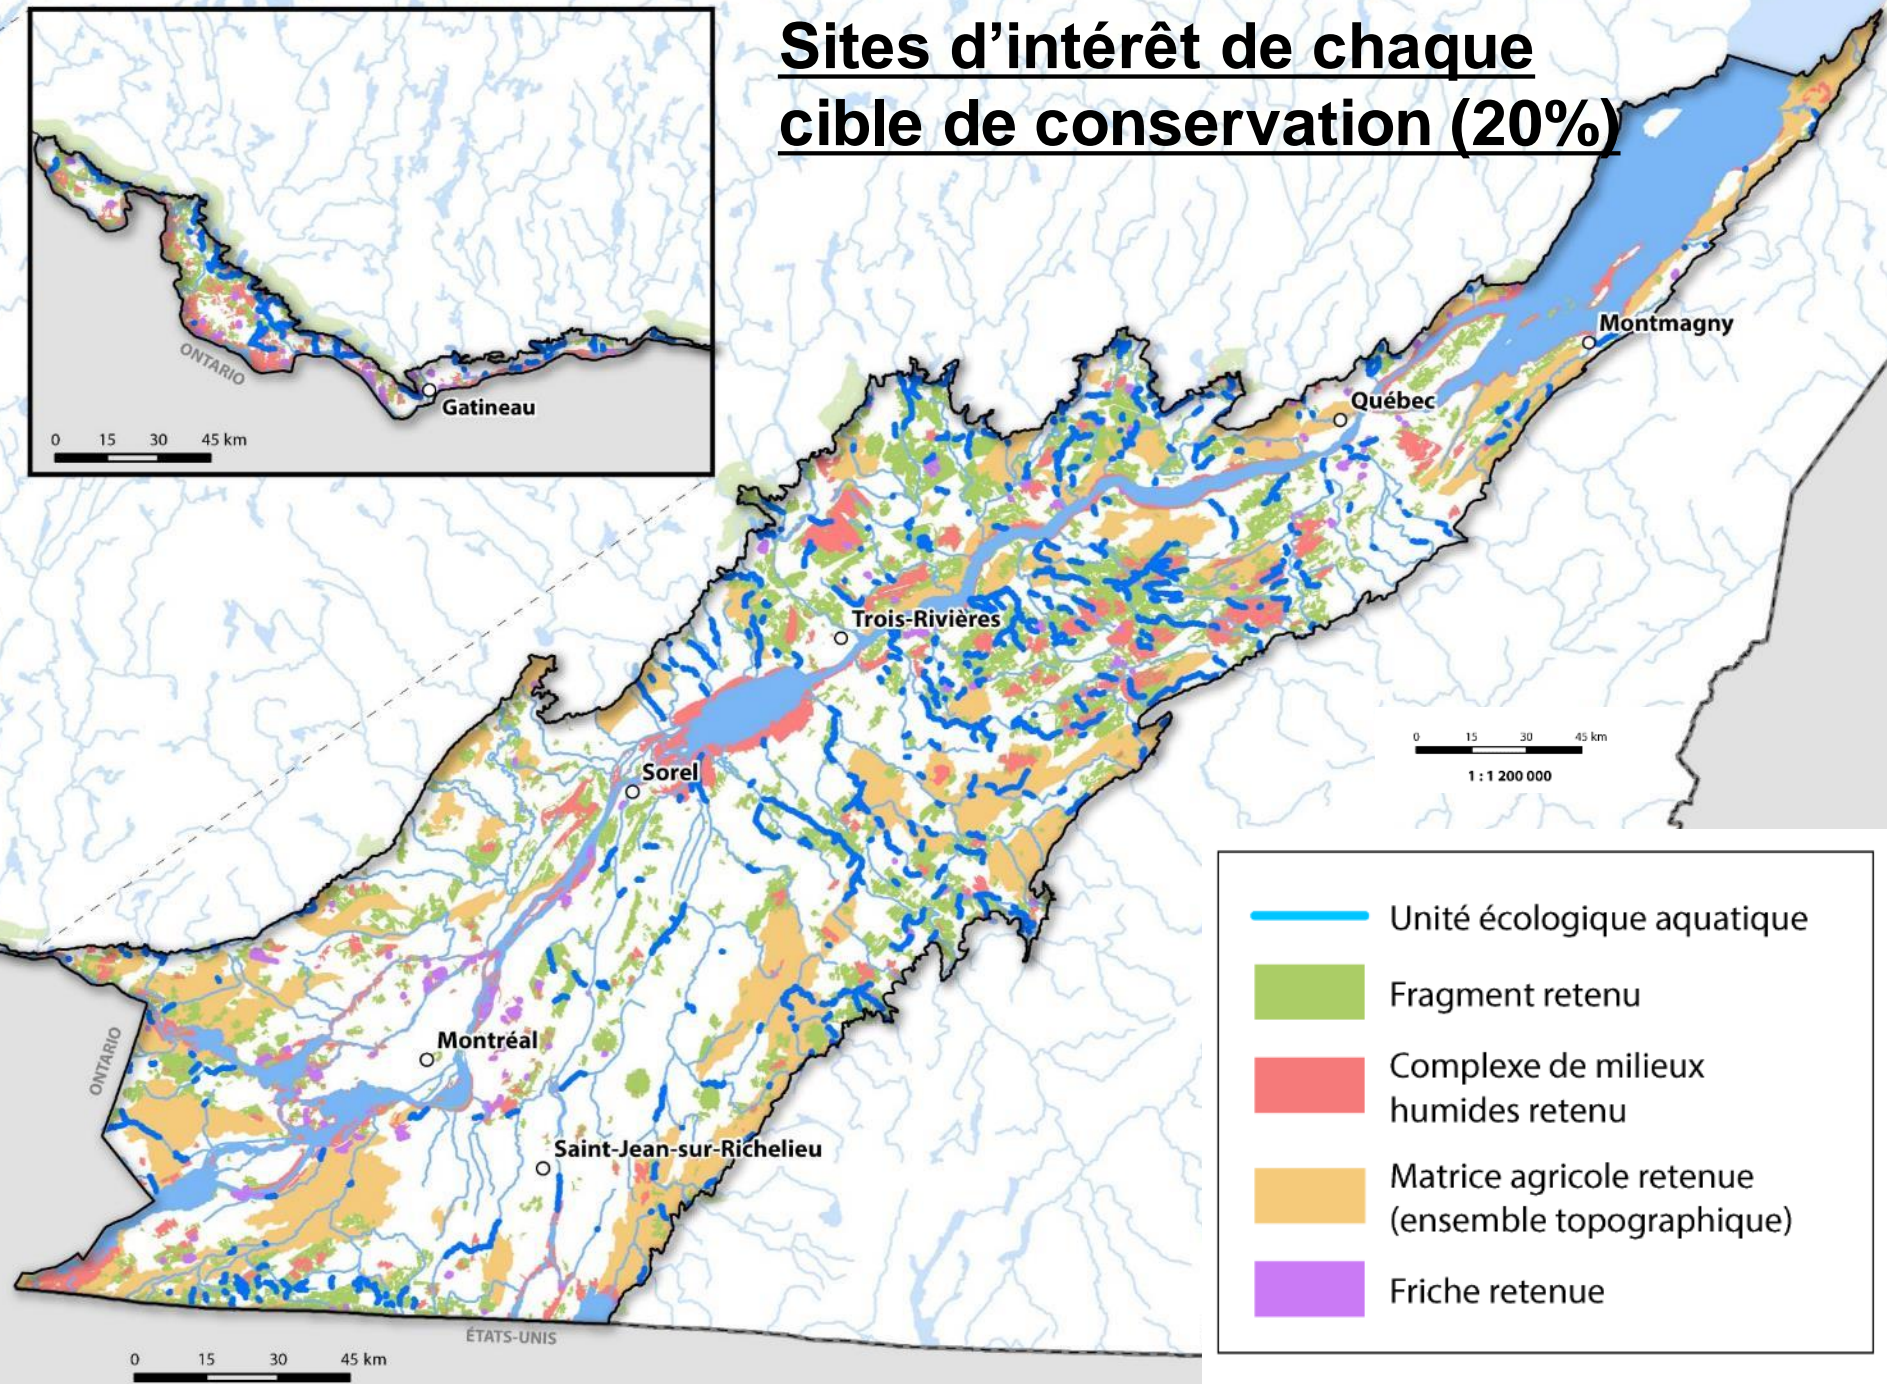 Sites d'intérêt de chaque
cible de conservation (20%)
ONTARIO
Gatineau
0 15 30 45 km
Montmagny
Québec
Trois-Rivières
Sorel
0 15 30 45 km
1 : 1 200 000
Montréal
ONTARIO
Saint-Jean-sur-Richelieu
ÉTATS-UNIS
0 15 30 45 km
Unité écologique aquatique
Fragment retenu
Complexe de milieux
humides retenu
Matrice agricole retenue
(ensemble topographique)
Friche retenue